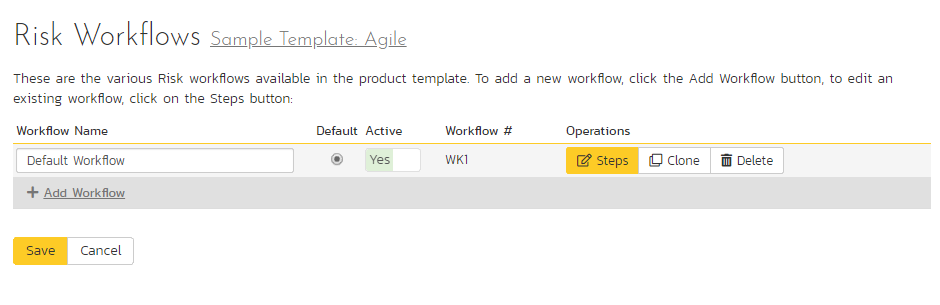 Risk Workflows Sample Template: Agile
These are the various Risk workflows available in the product template. To add a new workflow, click the Add Workflow button, to edit an
existing workflow, click on the Steps button:
Workflow Name Default Active Workflow # Operations
Default Workflow Yes WK1 Steps Clone Delete
+ Add Workflow
Save Cancel